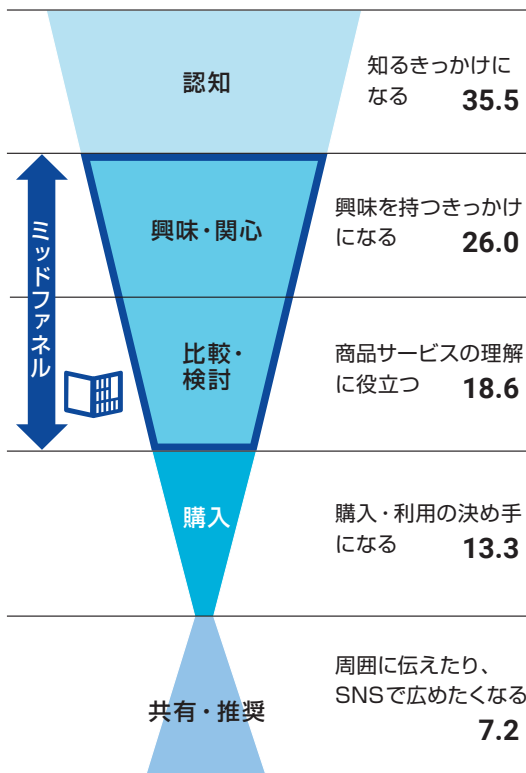 認知
知るきっかけに
なる 35.5
ミッドファネル
興味・関心
興味を持つきっかけ
になる 26.0
比較・
検討
商品サービスの理解
に役立つ 18.6
購入
購入・利用の決め手
になる 13.3
共有・推奨
周囲に伝えたり、
SNSで広めたくなる
7.2